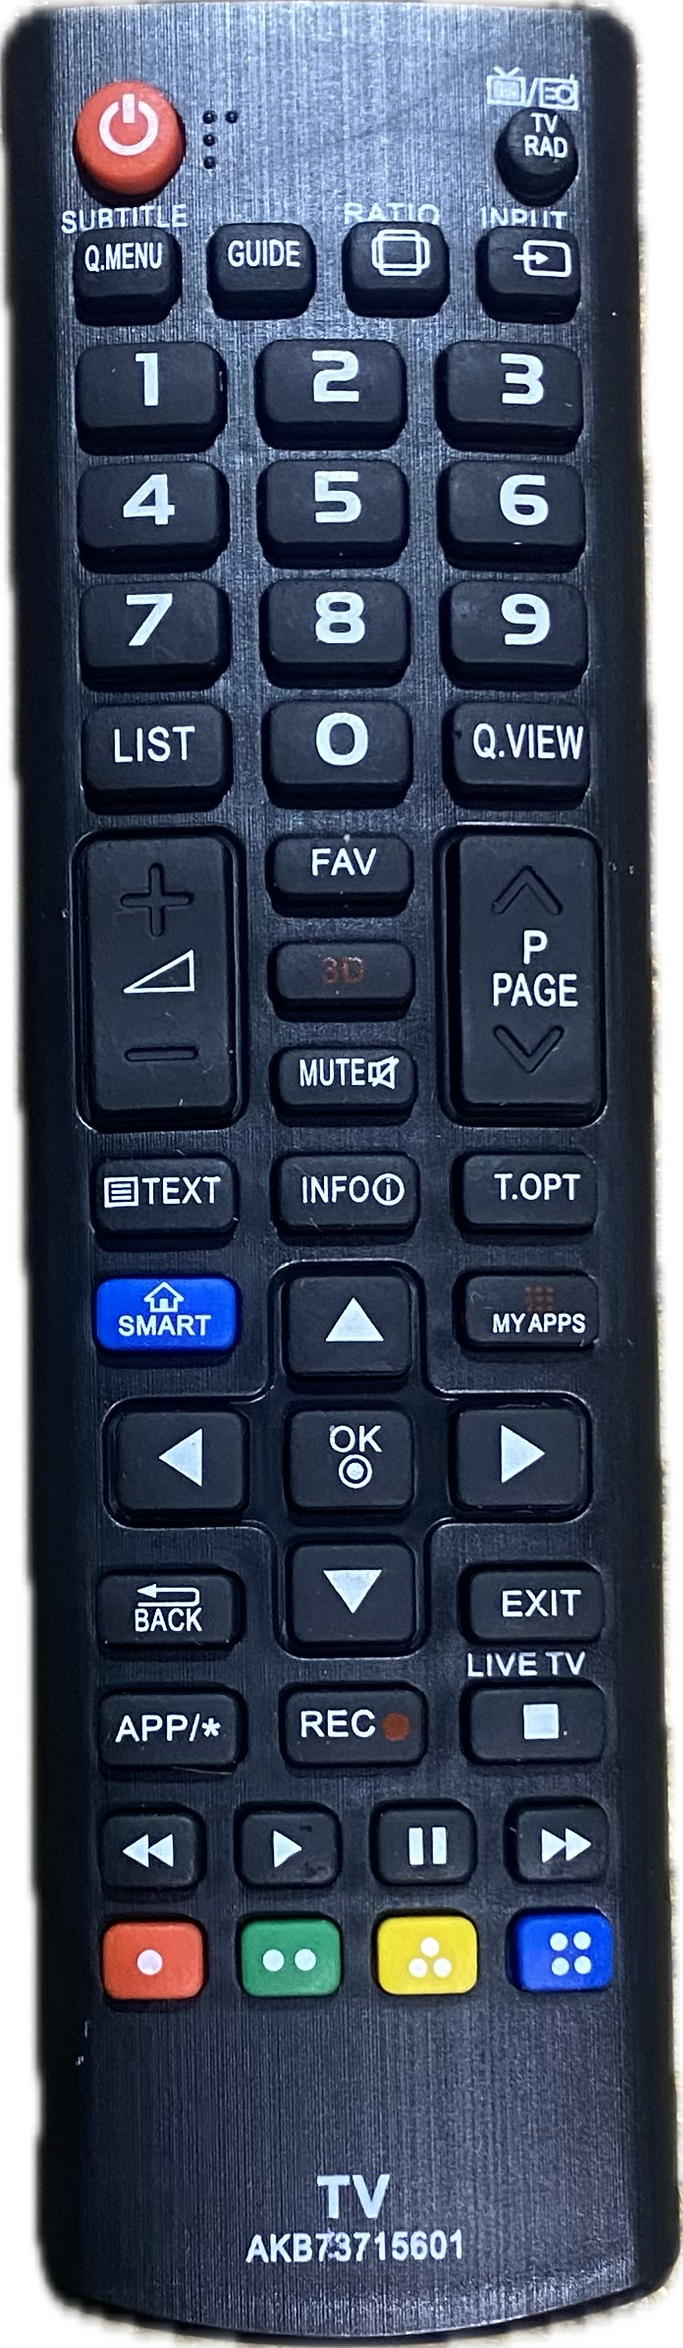 TV
RAD
SUBTITLE RATIO INPUT
Q.MENU GUIDE
1 2 3
4 5 6
7 8 9
LIST 0 Q.VIEW
FAV
3D
P
PAGE
MUTE
TEXT INFO T.OPT
SMART MY APPS
OK
BACK EXIT
LIVE TV
APP/* REC
TV
AKB73715601